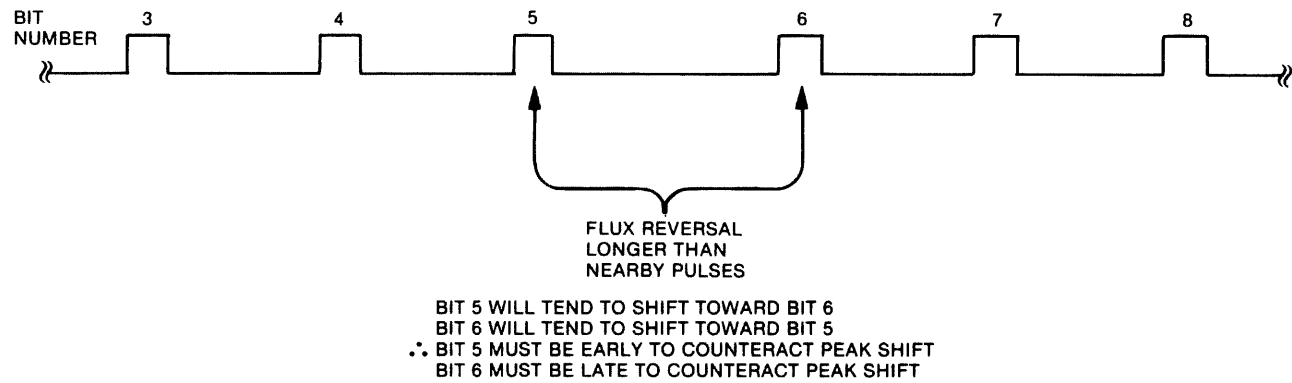 BIT NUMBER
3 4 5 6 7 8
FLUX REVERSAL
LONGER THAN
NEARBY PULSES
BIT 5 WILL TEND TO SHIFT TOWARD BIT 6
BIT 6 WILL TEND TO SHIFT TOWARD BIT 5
∴ BIT 5 MUST BE EARLY TO COUNTERACT PEAK SHIFT
BIT 6 MUST BE LATE TO COUNTERACT PEAK SHIFT